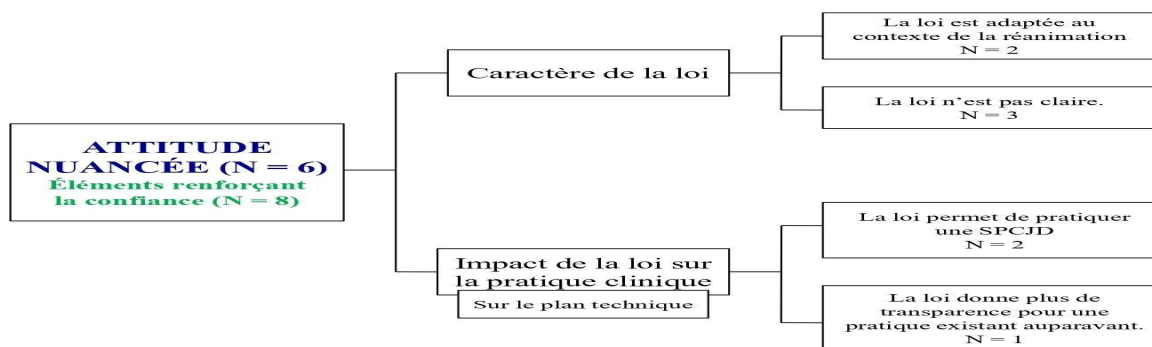 ATTITUDE
NUANCÉE (N = 6)
Éléments renforçant
la confiance (N = 8)
Caractère de la loi
La loi est adaptée au
contexte de la réanimation
N = 2
La loi n'est pas claire.
N = 3
Impact de la loi sur
la pratique clinique
Sur le plan technique
La loi permet de pratiquer
une SPCJD
N = 2
La loi donne plus de
transparence pour une
pratique existant auparavant.
N = 1